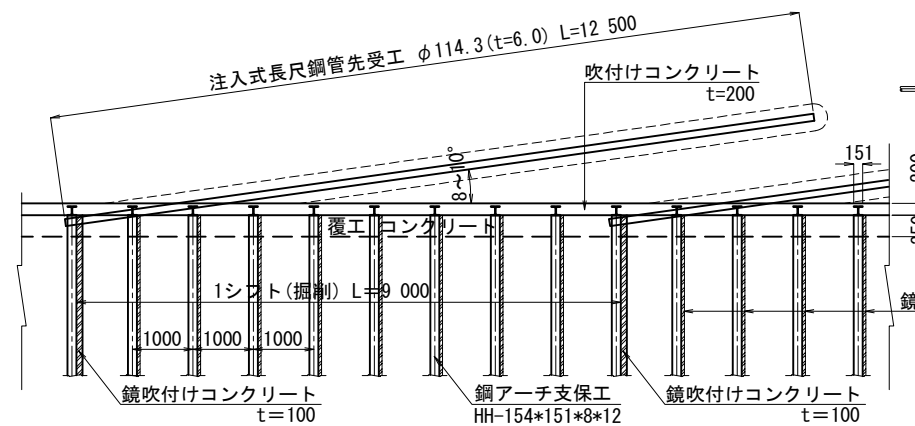 注入式長尺鋼管先受工 φ114.3(t=6.0) L=12 500
吹付けコンクリート
t=200
8～10°
151
覆工 コンクリート
1シフト(掘削) L=9 000
1000
1000
1000
鏡吹付けコンクリート
t=100
鋼アーチ支保工
HH-154*151*8*12
鏡吹付けコンクリート
t=100
鏡